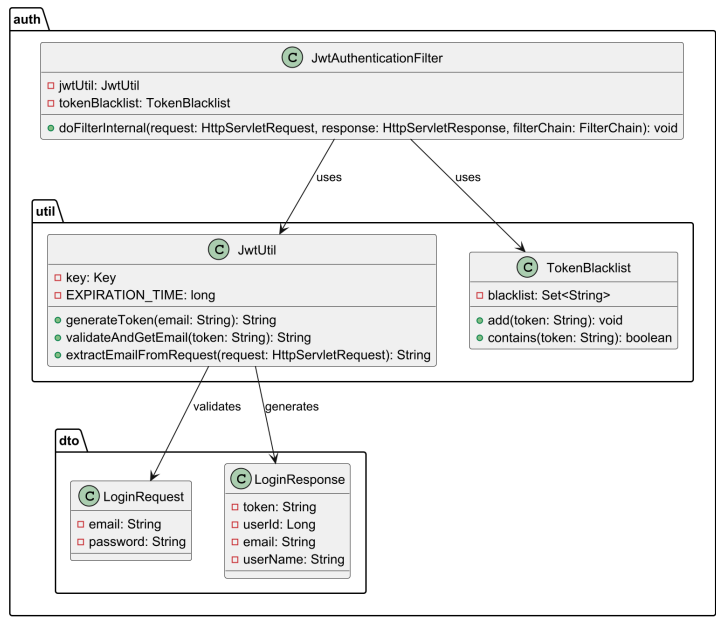 auth
C JwtAuthenticationFilter
jwtUtil: JwtUtil
tokenBlacklist: TokenBlacklist
doFilterInternal(request: HttpServletRequest, response: HttpServletResponse, filterChain: FilterChain): void
uses
uses
util
C JwtUtil
key: Key
EXPIRATION_TIME: long
generateToken(email: String): String
validateAndGetEmail(token: String): String
extractEmailFromRequest(request: HttpServletRequest): String
C TokenBlacklist
blacklist: Set<String>
add(token: String): void
contains(token: String): boolean
validates
generates
dto
C LoginRequest
email: String
password: String
C LoginResponse
token: String
userId: Long
email: String
userName: String